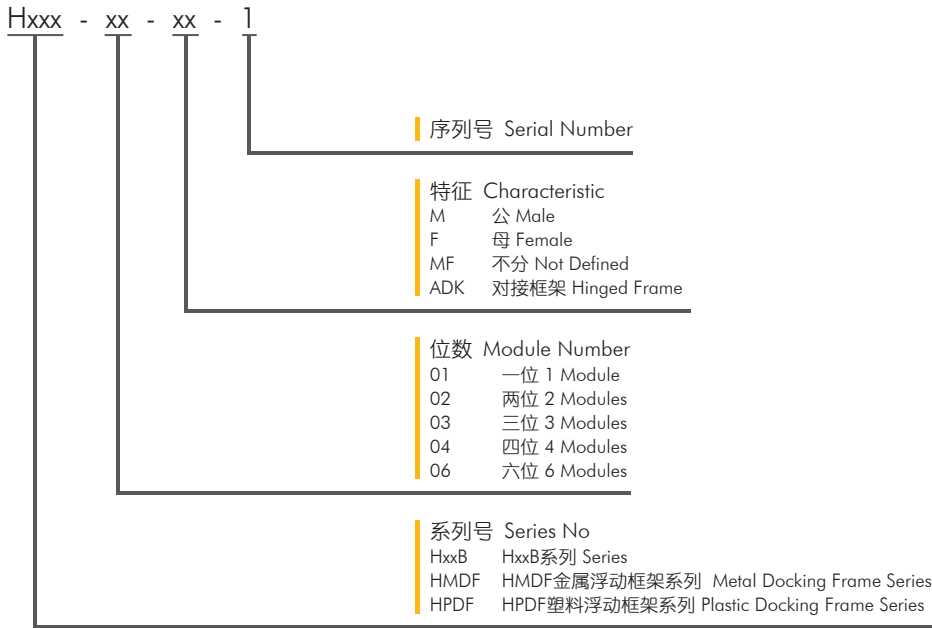 Hxxx - xx - xx - 1
序列号 Serial Number
特征 Characteristic
M 公 Male
F 母 Female
MF 不分 Not Defined
ADK 对接框架 Hinged Frame
位数 Module Number
01 一位 1 Module
02 两位 2 Modules
03 三位 3 Modules
04 四位 4 Modules
06 六位 6 Modules
系列号 Series No
HxxB HxxB系列 Series
HMDF HMDF金属浮动框架系列 Metal Docking Frame Series
HPDF HPDF塑料浮动框架系列 Plastic Docking Frame Series